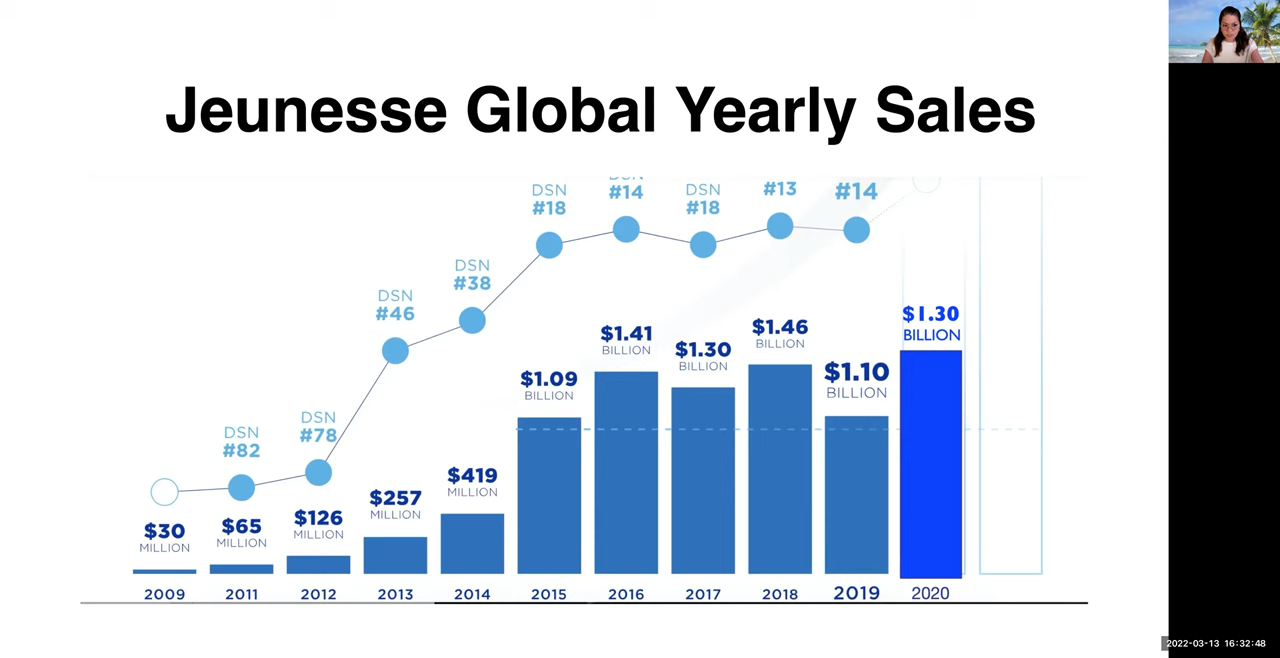 Jeunesse Global Yearly Sales
DSN
#82
DSN
#78
DSN
#46
DSN
#38
DSN
#18
DSN
#14
DSN
#18
#13
#14
$30
MILLION
$65
MILLION
$126
MILLION
$257
MILLION
$419
MILLION
$1.09
BILLION
$1.41
BILLION
$1.30
BILLION
$1.46
BILLION
$1.10
BILLION
$1.30
BILLION
2009 2011 2012 2013 2014 2015 2016 2017 2018 2019 2020
2022-03-13 16:32:48